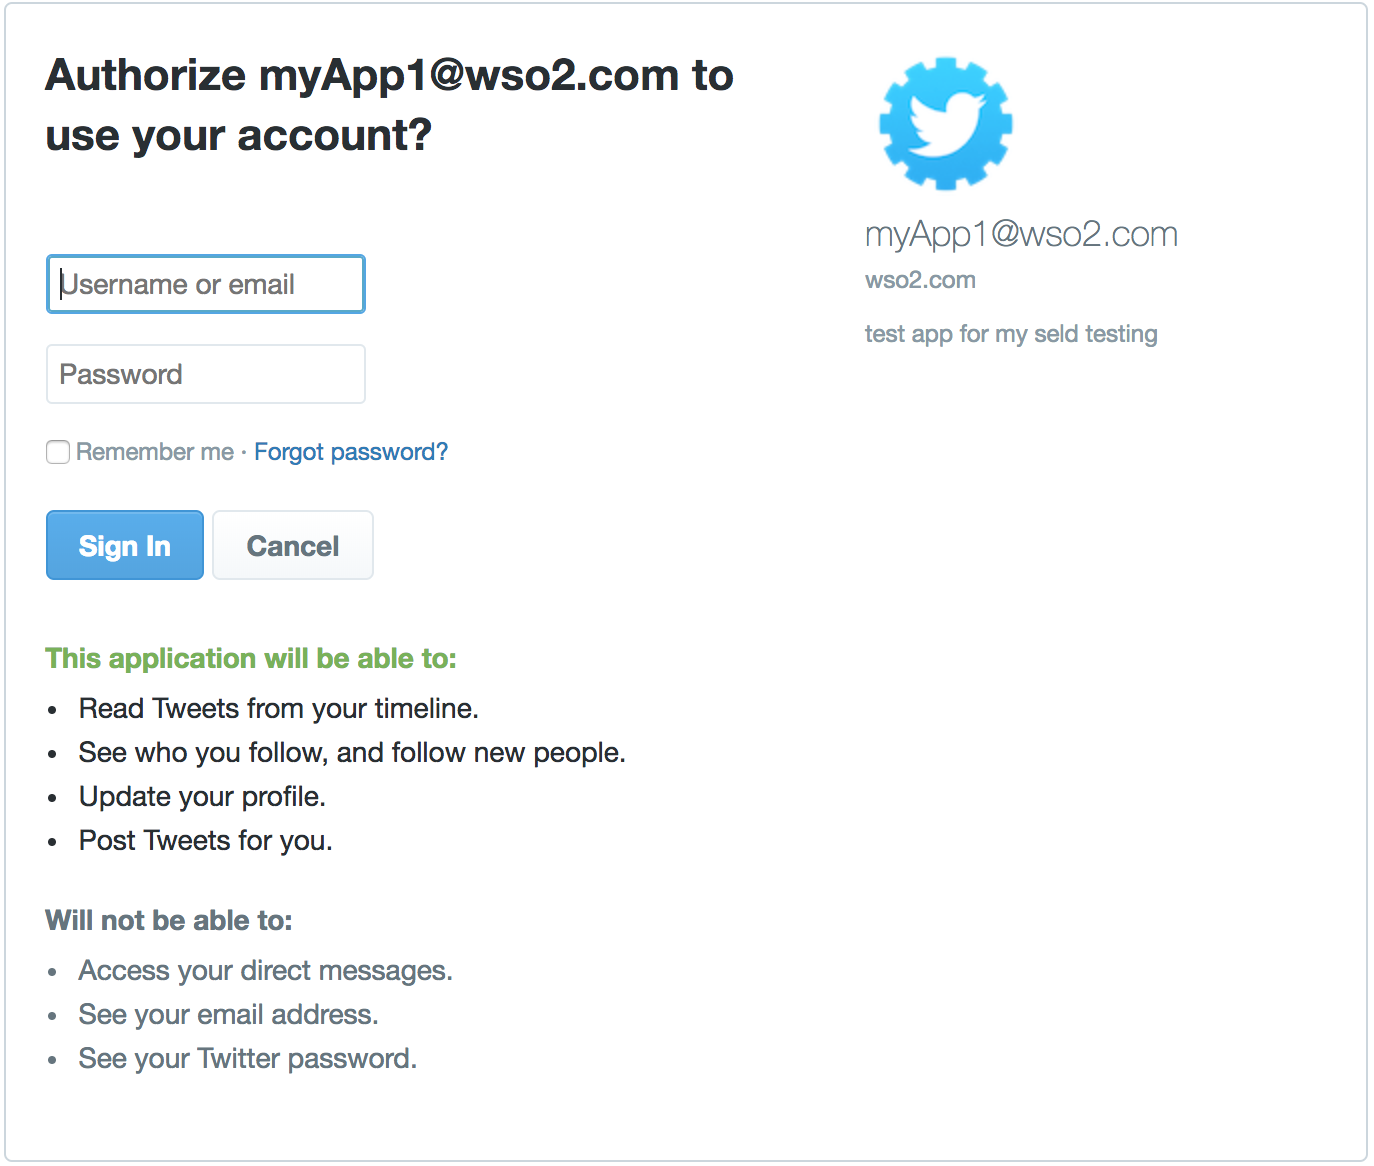 Authorize myApp1@wso2.com to
use your account?
Username or email
Password
Remember me · Forgot password?
Sign In Cancel
This application will be able to:
• Read Tweets from your timeline.
• See who you follow, and follow new people.
• Update your profile.
• Post Tweets for you.
Will not be able to:
• Access your direct messages.
• See your email address.
• See your Twitter password.
myApp1@wso2.com
wso2.com
test app for my seld testing